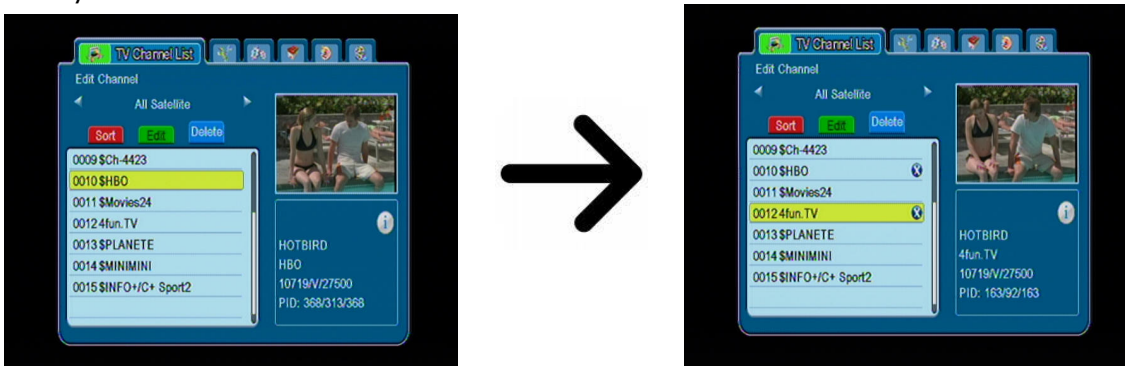 TV Channel List
Edit Channel
All Satellite
Sort Edit Delete
0009 $Ch-4423
0010 $HBO
0011 $Movies24
0012 4fun.TV
0013 $PLANETE
0014 $MINIMINI
0015 $INFO+/C+ Sport2
HOTBIRD
HBO
10719/V/27500
PID: 368/313/368
TV Channel List
Edit Channel
All Satellite
Sort Edit Delete
0009 $Ch-4423
0010 $HBO
0011 $Movies24
0012 4fun.TV
0013 $PLANETE
0014 $MINIMINI
0015 $INFO+/C+ Sport2
HOTBIRD
4fun.TV
10719/V/27500
PID: 163/92/163